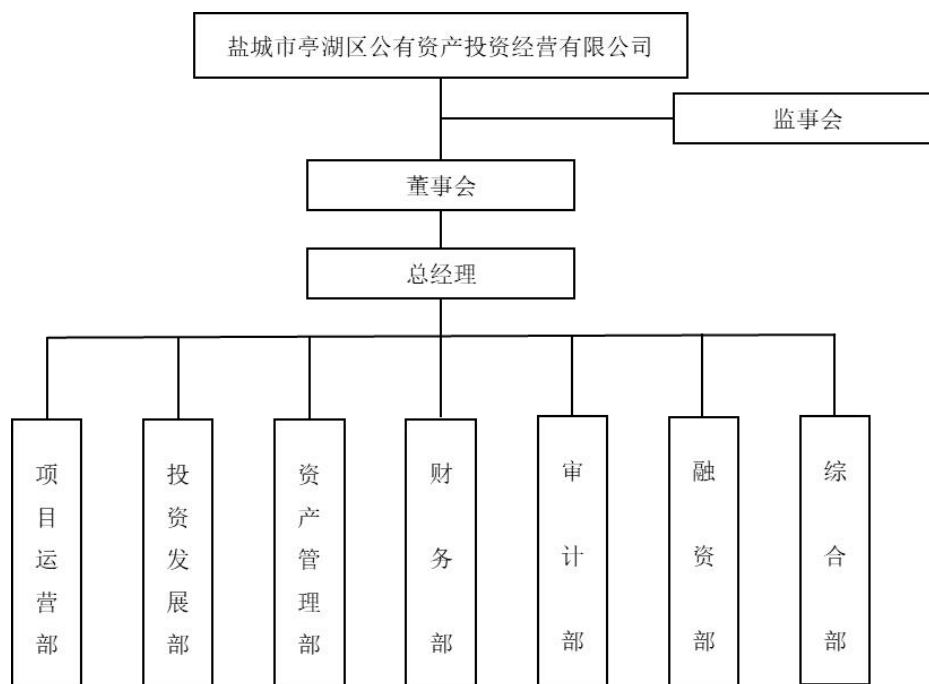 盐城市亭湖区公有资产投资经营有限公司
监事会
董事会
总经理
项目运营部
投资发展部
资产管理部
财务部
审计部
融资部
综合部